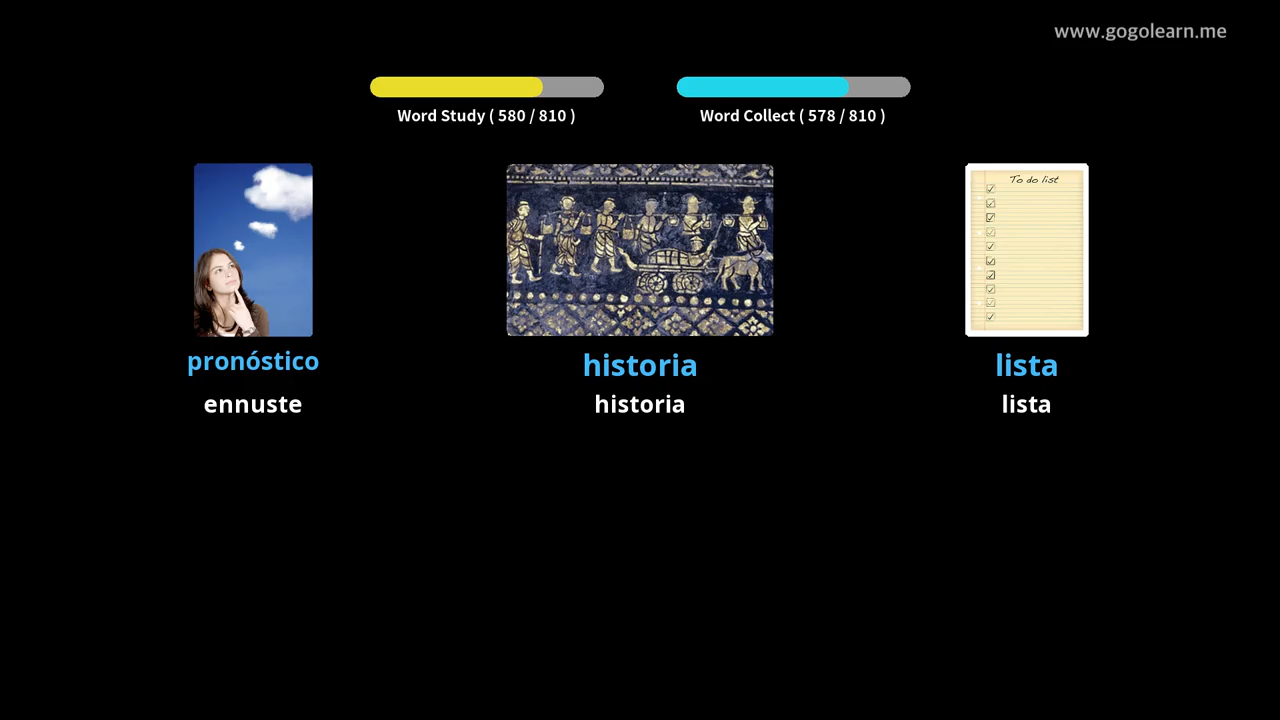 www.gogolearn.me
Word Study ( 580 / 810 )
Word Collect ( 578 / 810 )
To do list
pronóstico
historia
lista
ennuste
historia
lista